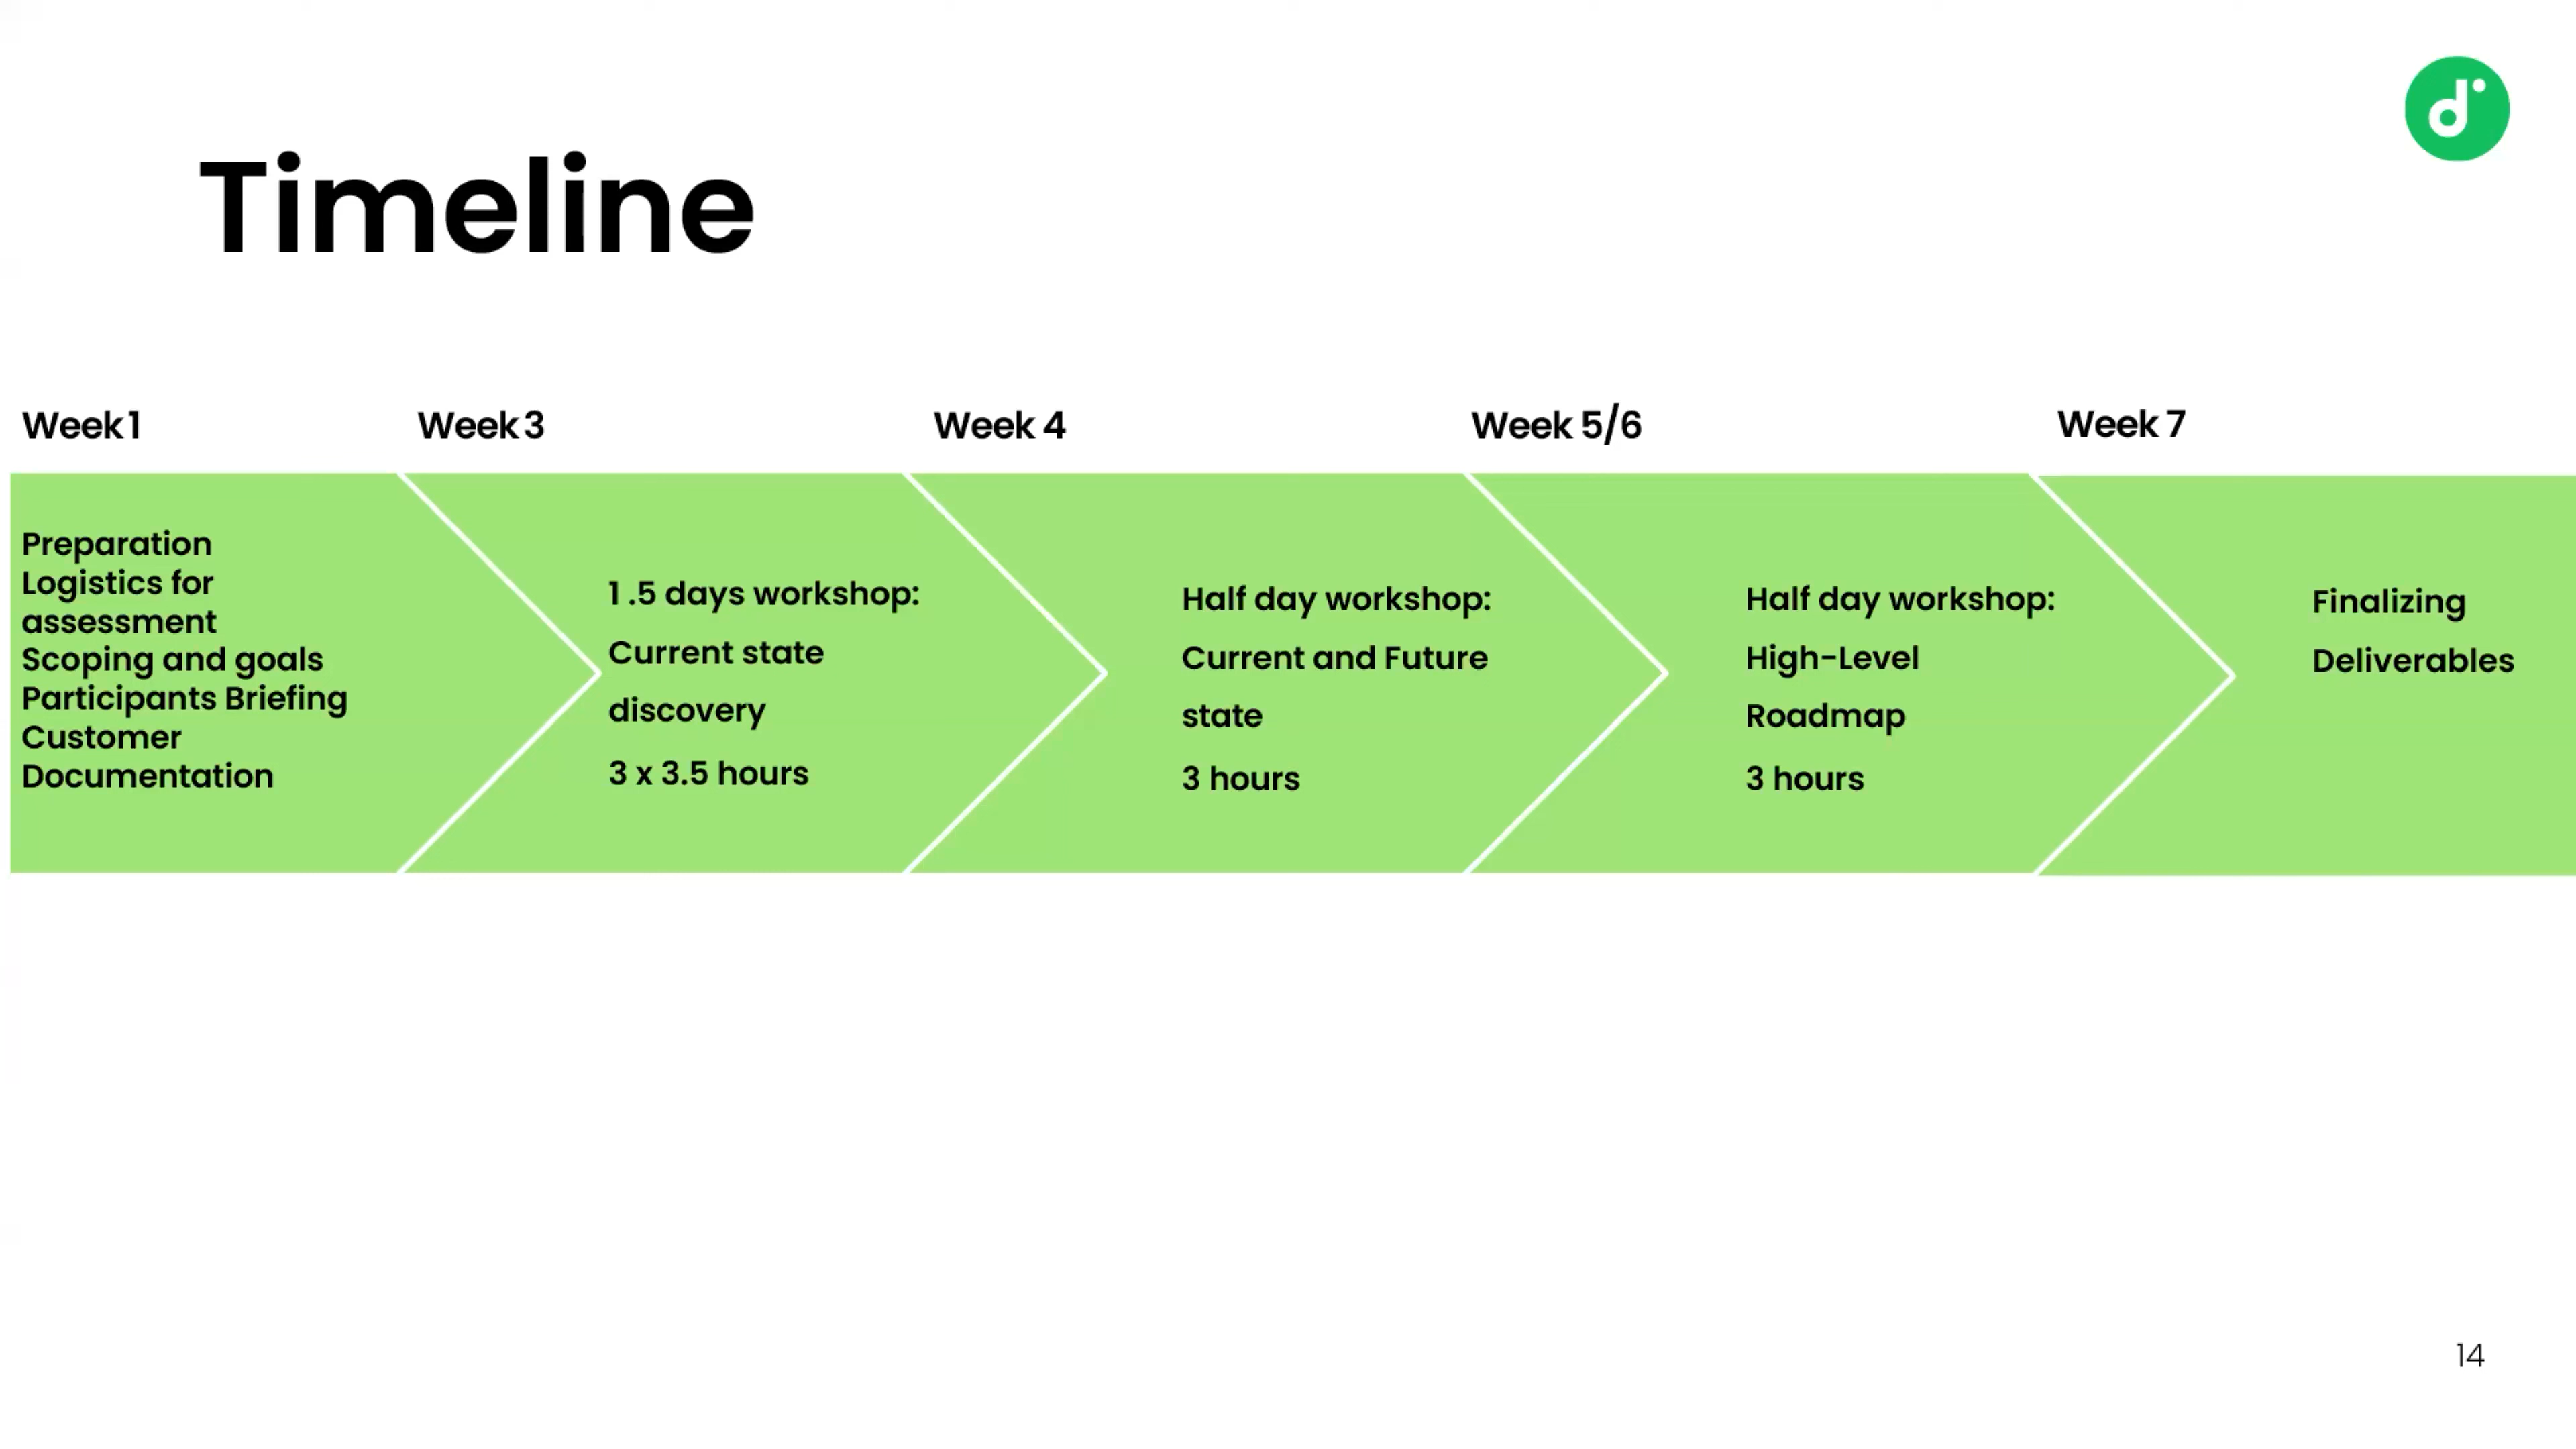 Timeline
Week 1
Week 3
Week 4
Week 5/6
Week 7
Preparation
Logistics for
assessment
Scoping and goals
Participants Briefing
Customer
Documentation
1 .5 days workshop:
Current state
discovery
3 x 3.5 hours
Half day workshop:
Current and Future
state
3 hours
Half day workshop:
High-Level
Roadmap
3 hours
Finalizing
Deliverables
14